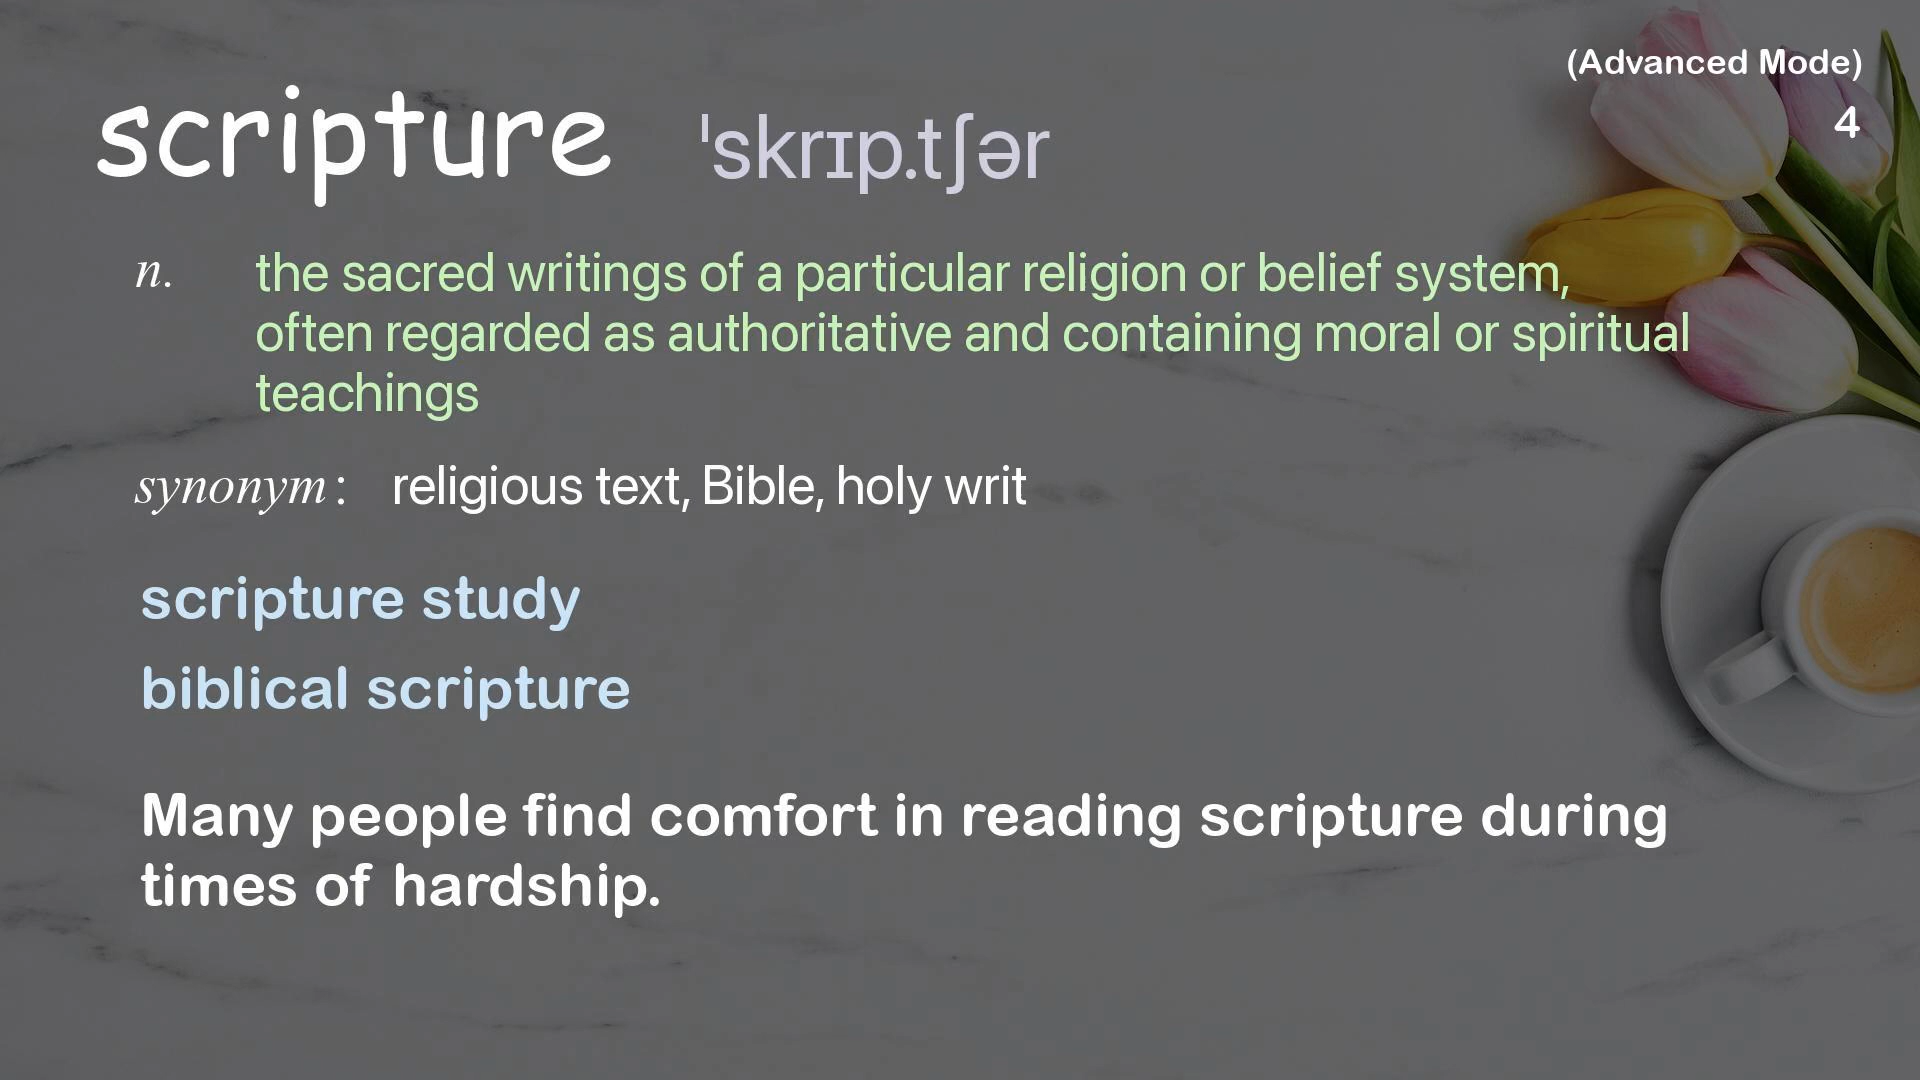 (Advanced Mode)
4
scripture ˈskrɪp.tʃər
n. the sacred writings of a particular religion or belief system,
often regarded as authoritative and containing moral or spiritual
teachings
synonym: religious text, Bible, holy writ
scripture study
biblical scripture
Many people find comfort in reading scripture during
times of hardship.